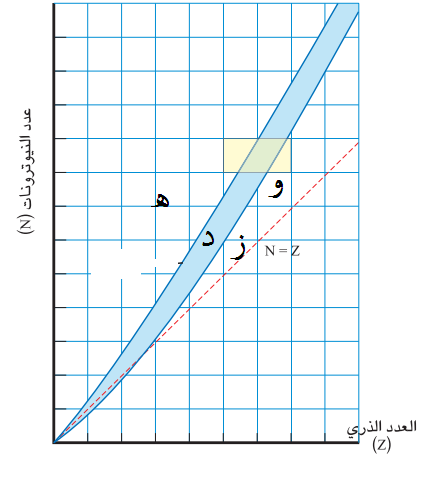 عدد النيوترونات (N)
و
هـ
ر
ز
N = Z
العدد الذري
(Z)